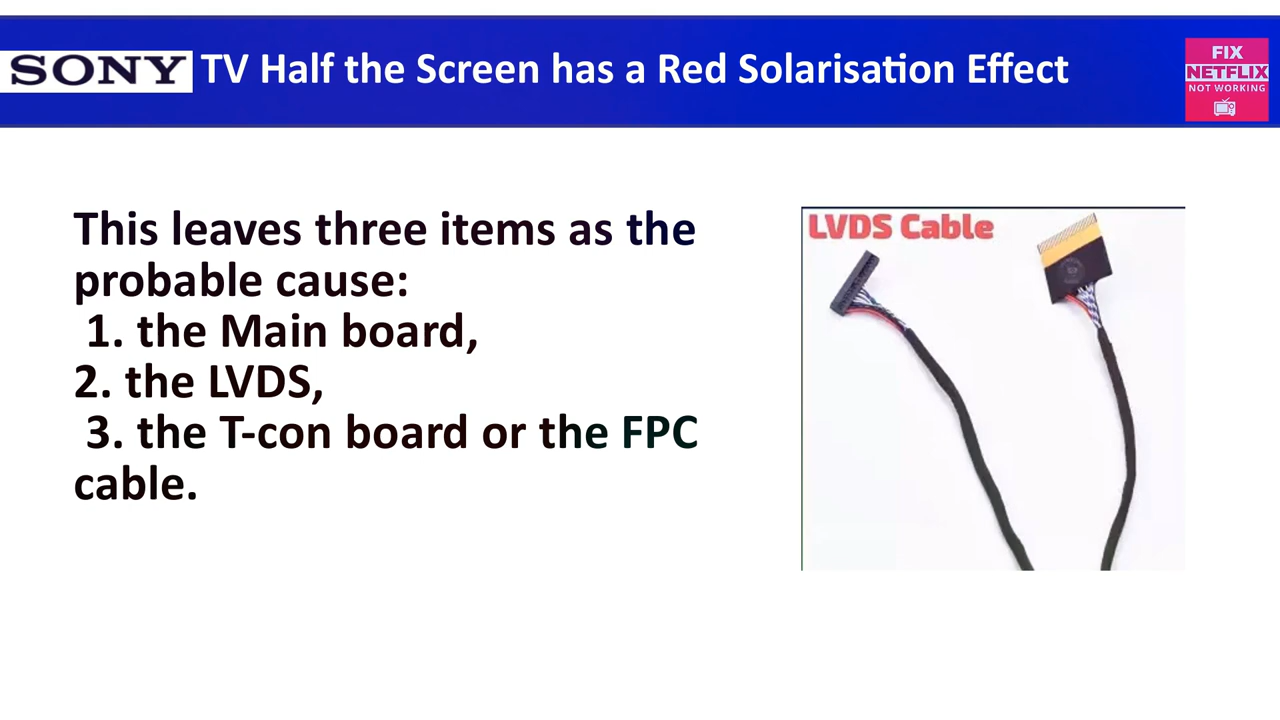 SONY TV Half the Screen has a Red Solarisation Effect
FIX
NETFLIX
NOT WORKING
This leaves three items as the
probable cause:
1. the Main board,
2. the LVDS,
3. the T-con board or the FPC
cable.
LVDS Cable